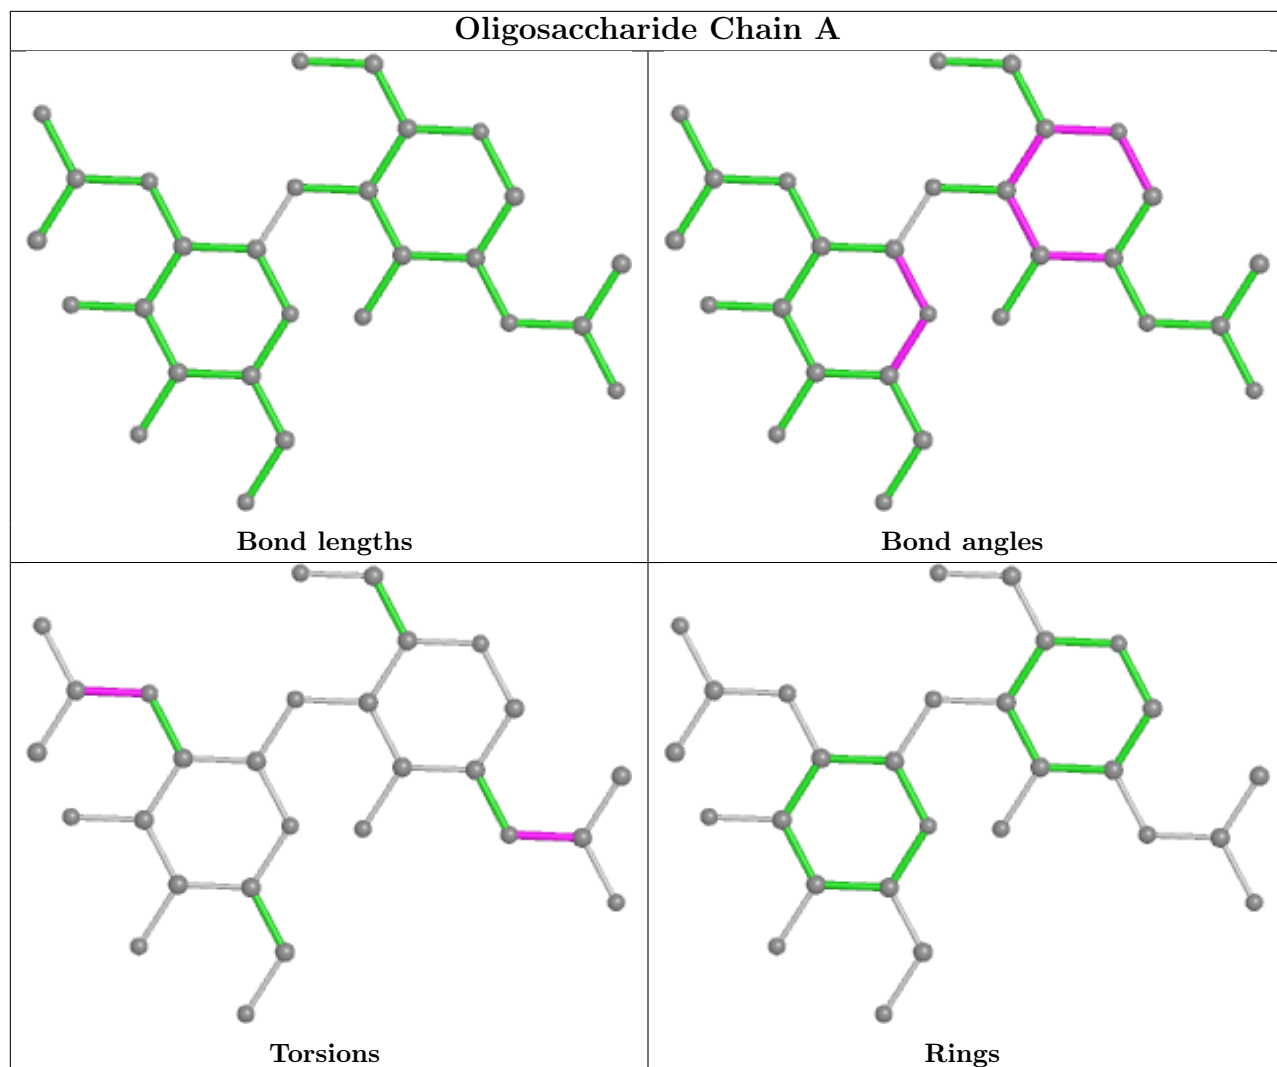 Oligosaccharide Chain A
Bond lengths
Bond angles
Torsions
Rings